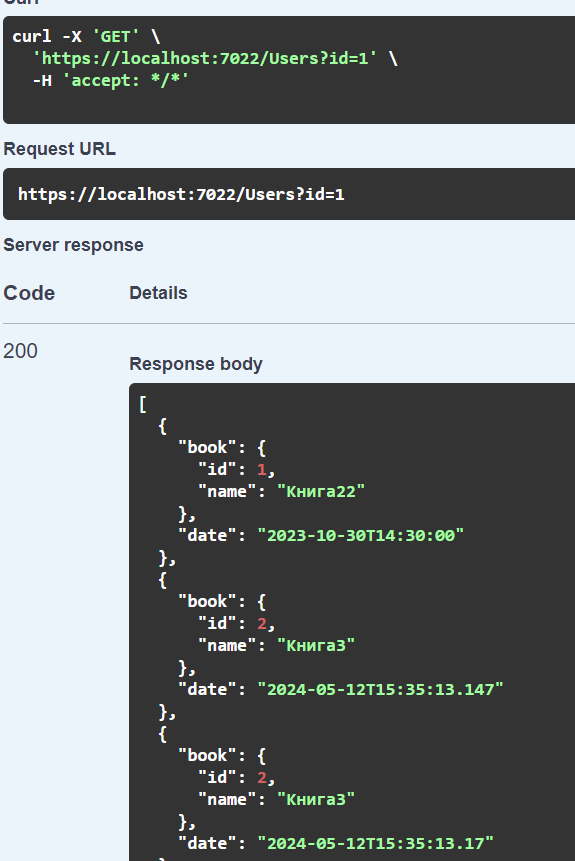 Curl
curl -X 'GET' \
  'https://localhost:7022/Users?id=1' \
  -H 'accept: */*'
Request URL
https://localhost:7022/Users?id=1
Server response
Code Details
200
Response body
[
  {
    "book": {
      "id": 1,
      "name": "Книга22"
    },
    "date": "2023-10-30T14:30:00"
  },
  {
    "book": {
      "id": 2,
      "name": "Книга3"
    },
    "date": "2024-05-12T15:35:13.147"
  },
  {
    "book": {
      "id": 2,
      "name": "Книга3"
    },
    "date": "2024-05-12T15:35:13.17"
  }